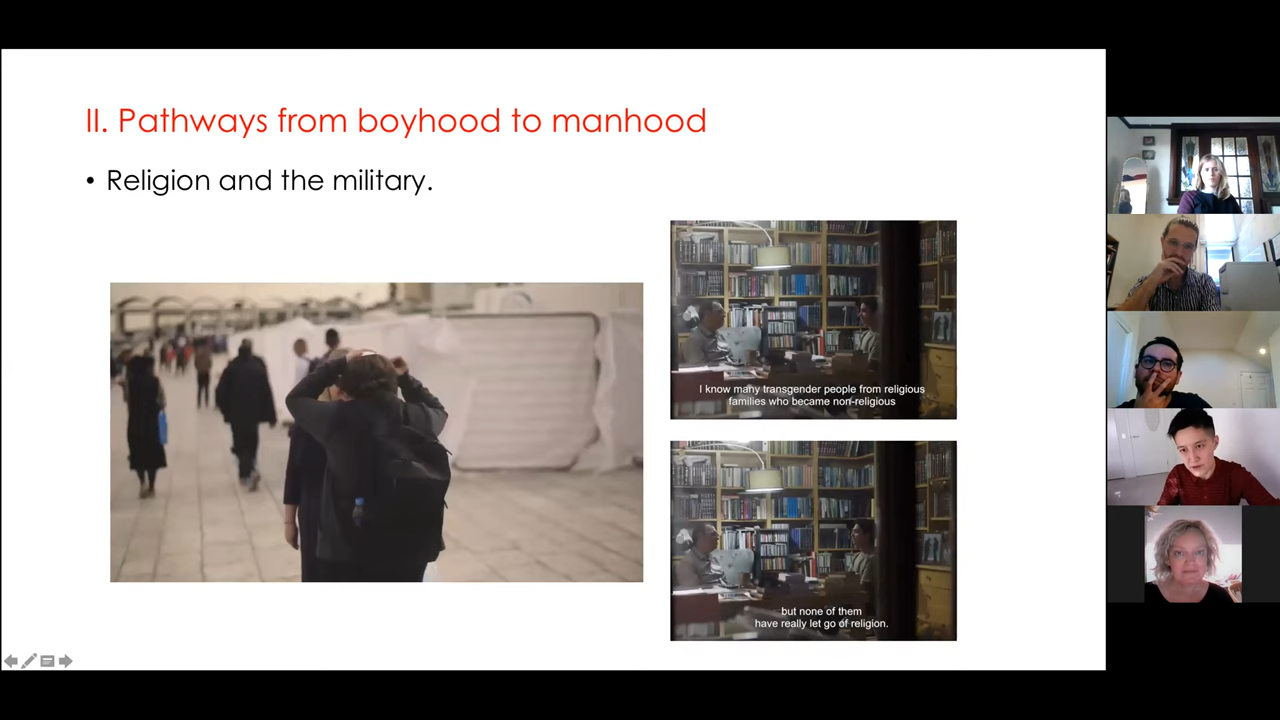 II. Pathways from boyhood to manhood
• Religion and the military.
I know many transgender people from religious
families who became non-religious
but none of them
have really let go of religion.